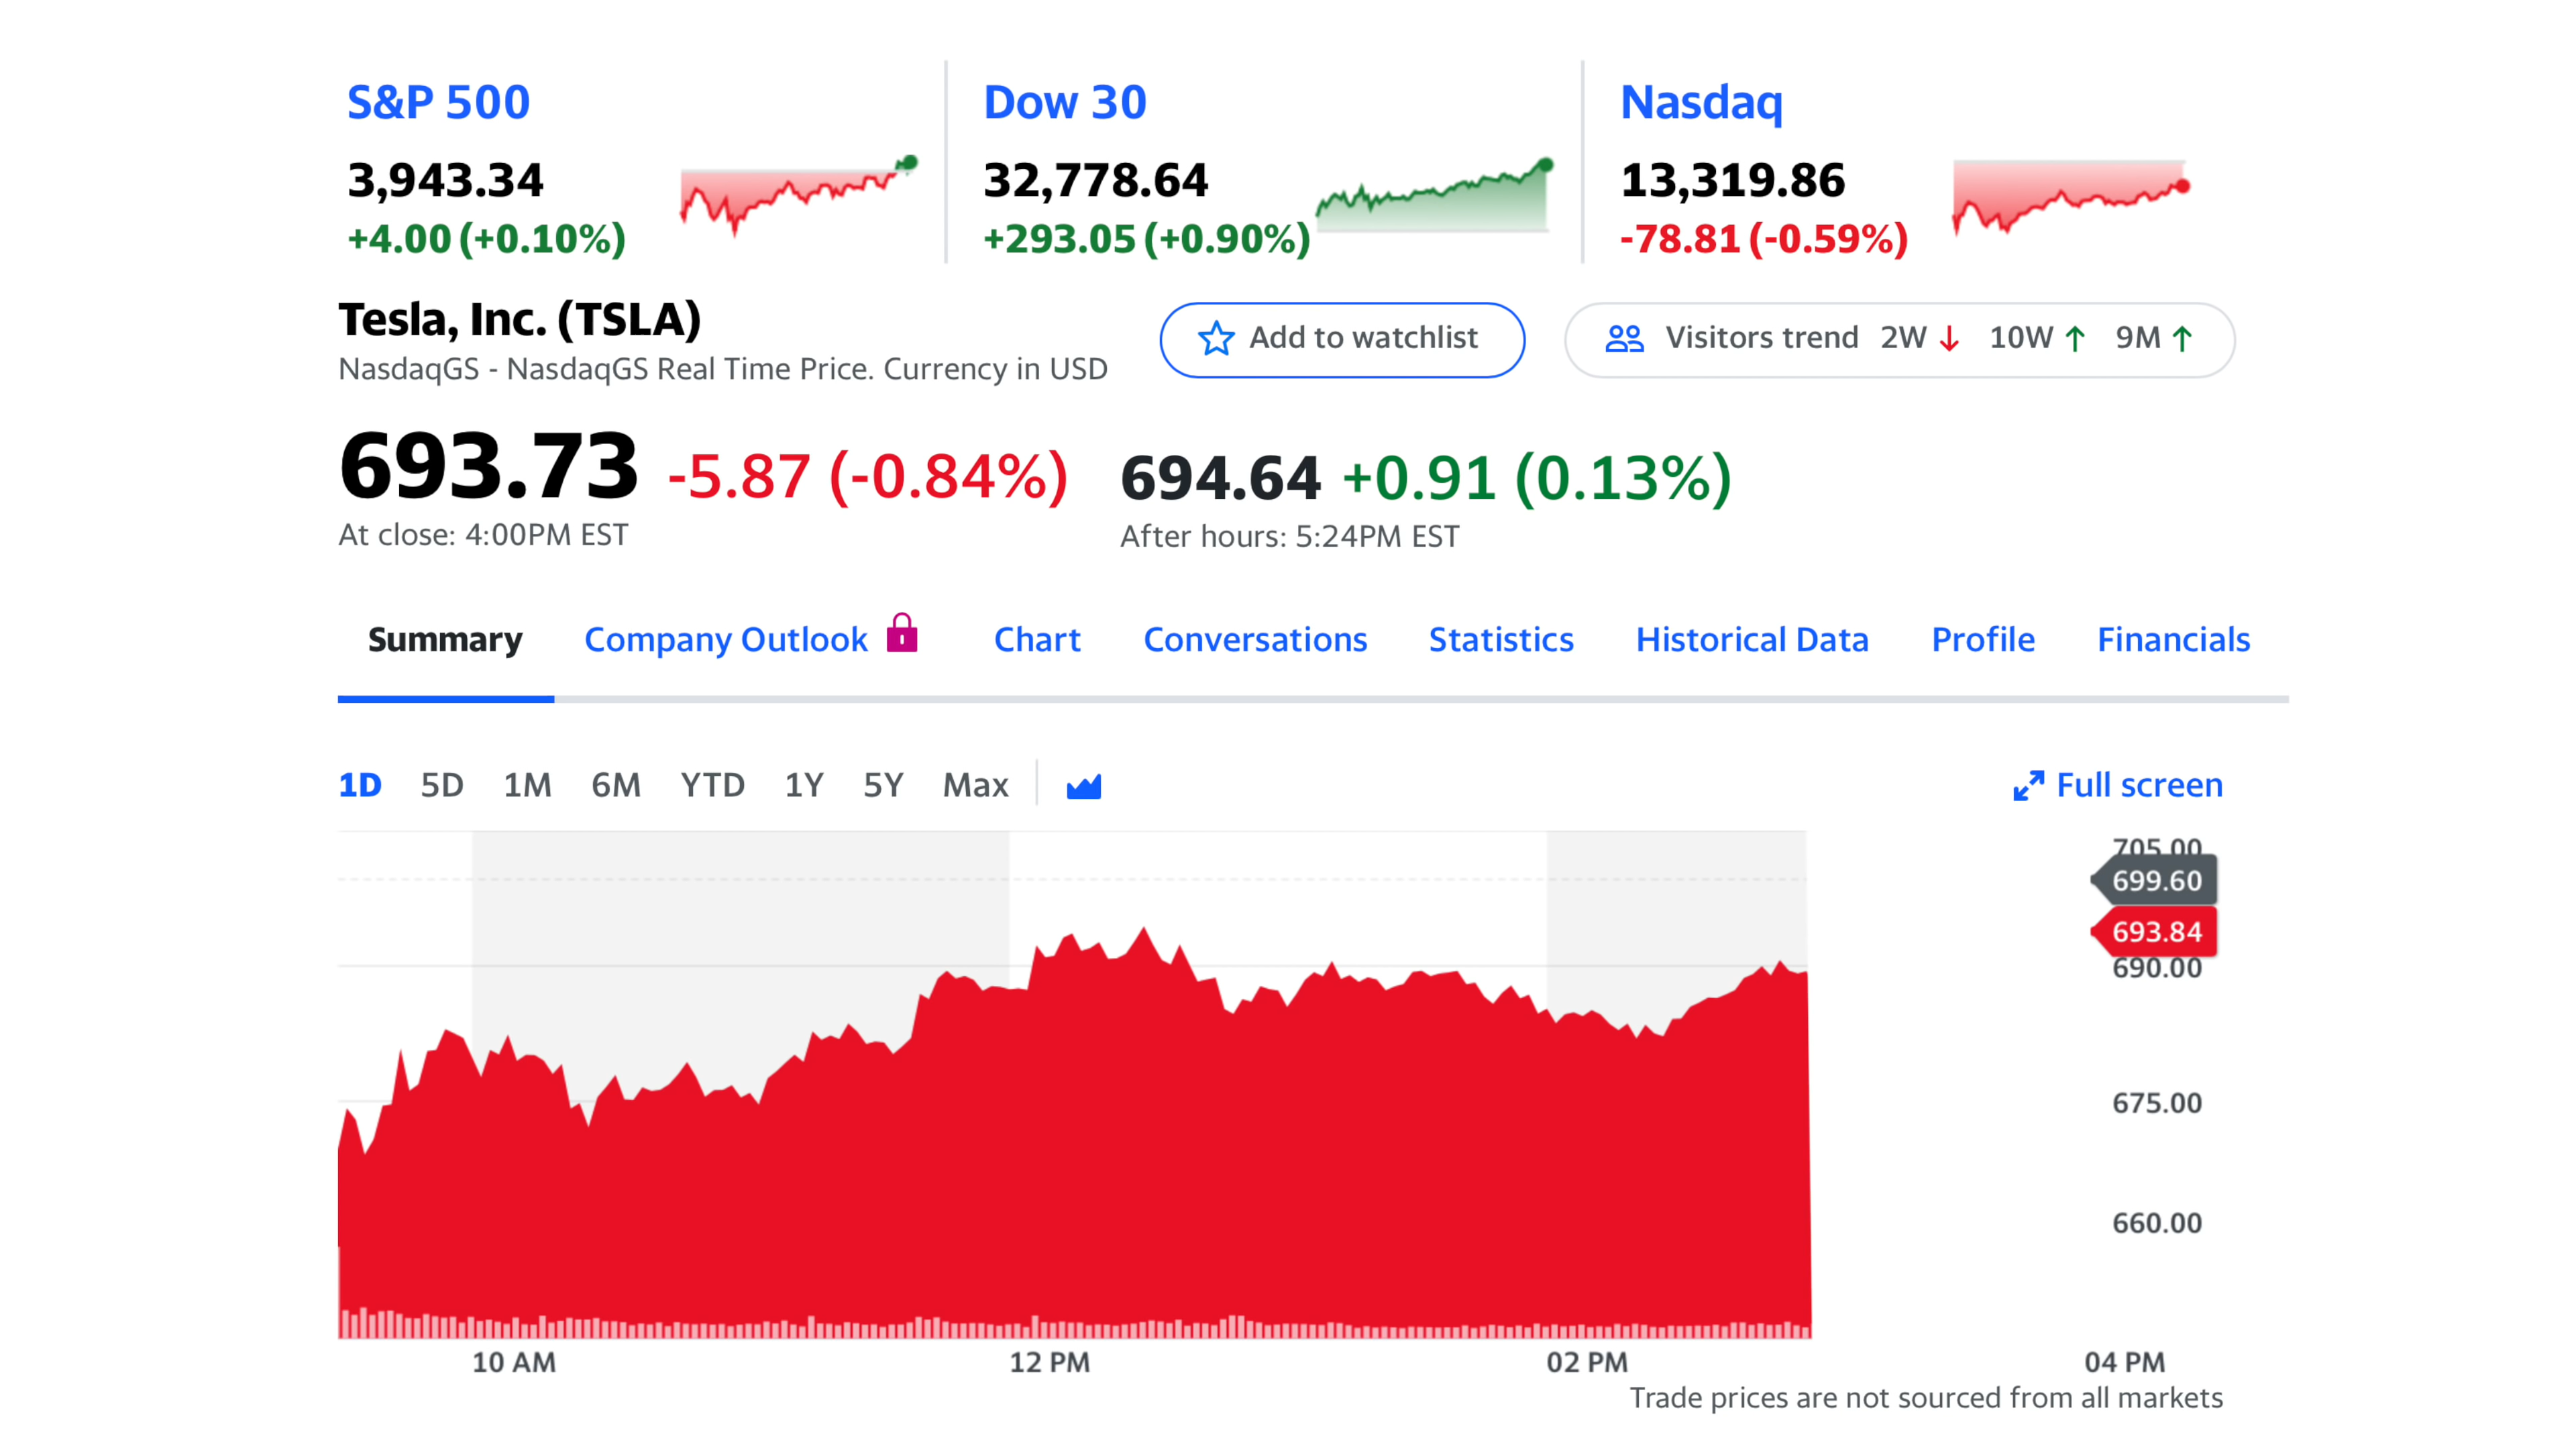 S&P 500
3,943.34
+4.00 (+0.10%)
Dow 30
32,778.64
+293.05 (+0.90%)
Nasdaq
13,319.86
-78.81 (-0.59%)
Tesla, Inc. (TSLA)
NasdaqGS - NasdaqGS Real Time Price. Currency in USD
Add to watchlist
Visitors trend 2W ↓ 10W ↑ 9M ↑
693.73 -5.87 (-0.84%)
At close: 4:00PM EST
694.64 +0.91 (0.13%)
After hours: 5:24PM EST
Summary Company Outlook Chart Conversations Statistics Historical Data Profile Financials
1D 5D 1M 6M YTD 1Y 5Y Max
Full screen
705.00
699.60
693.84
690.00
675.00
660.00
10 AM 12 PM 02 PM 04 PM
Trade prices are not sourced from all markets